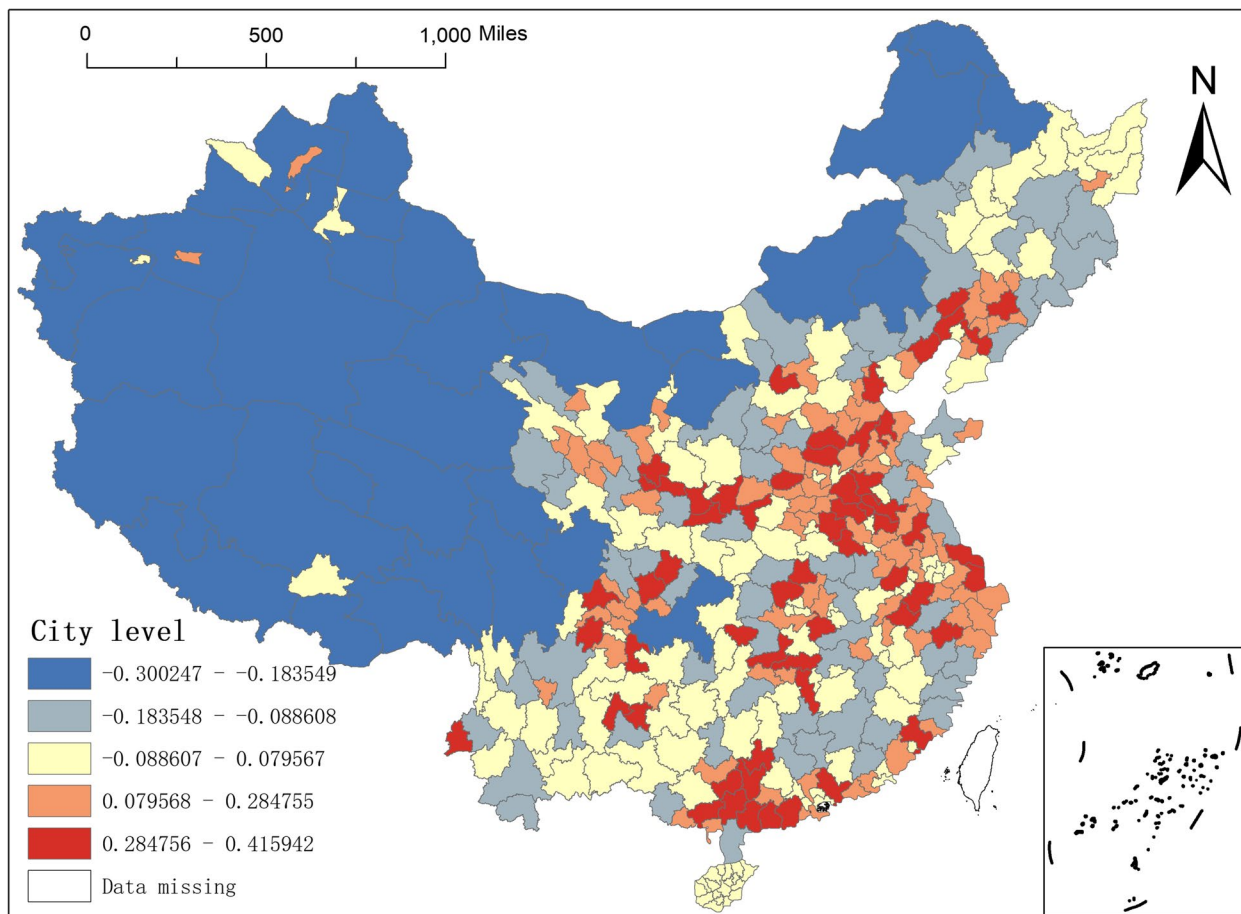 0 500 1,000 Miles
N
City level
-0.300247 - -0.183549
-0.183548 - -0.088608
-0.088607 - 0.079567
0.079568 - 0.284755
0.284756 - 0.415942
Data missing